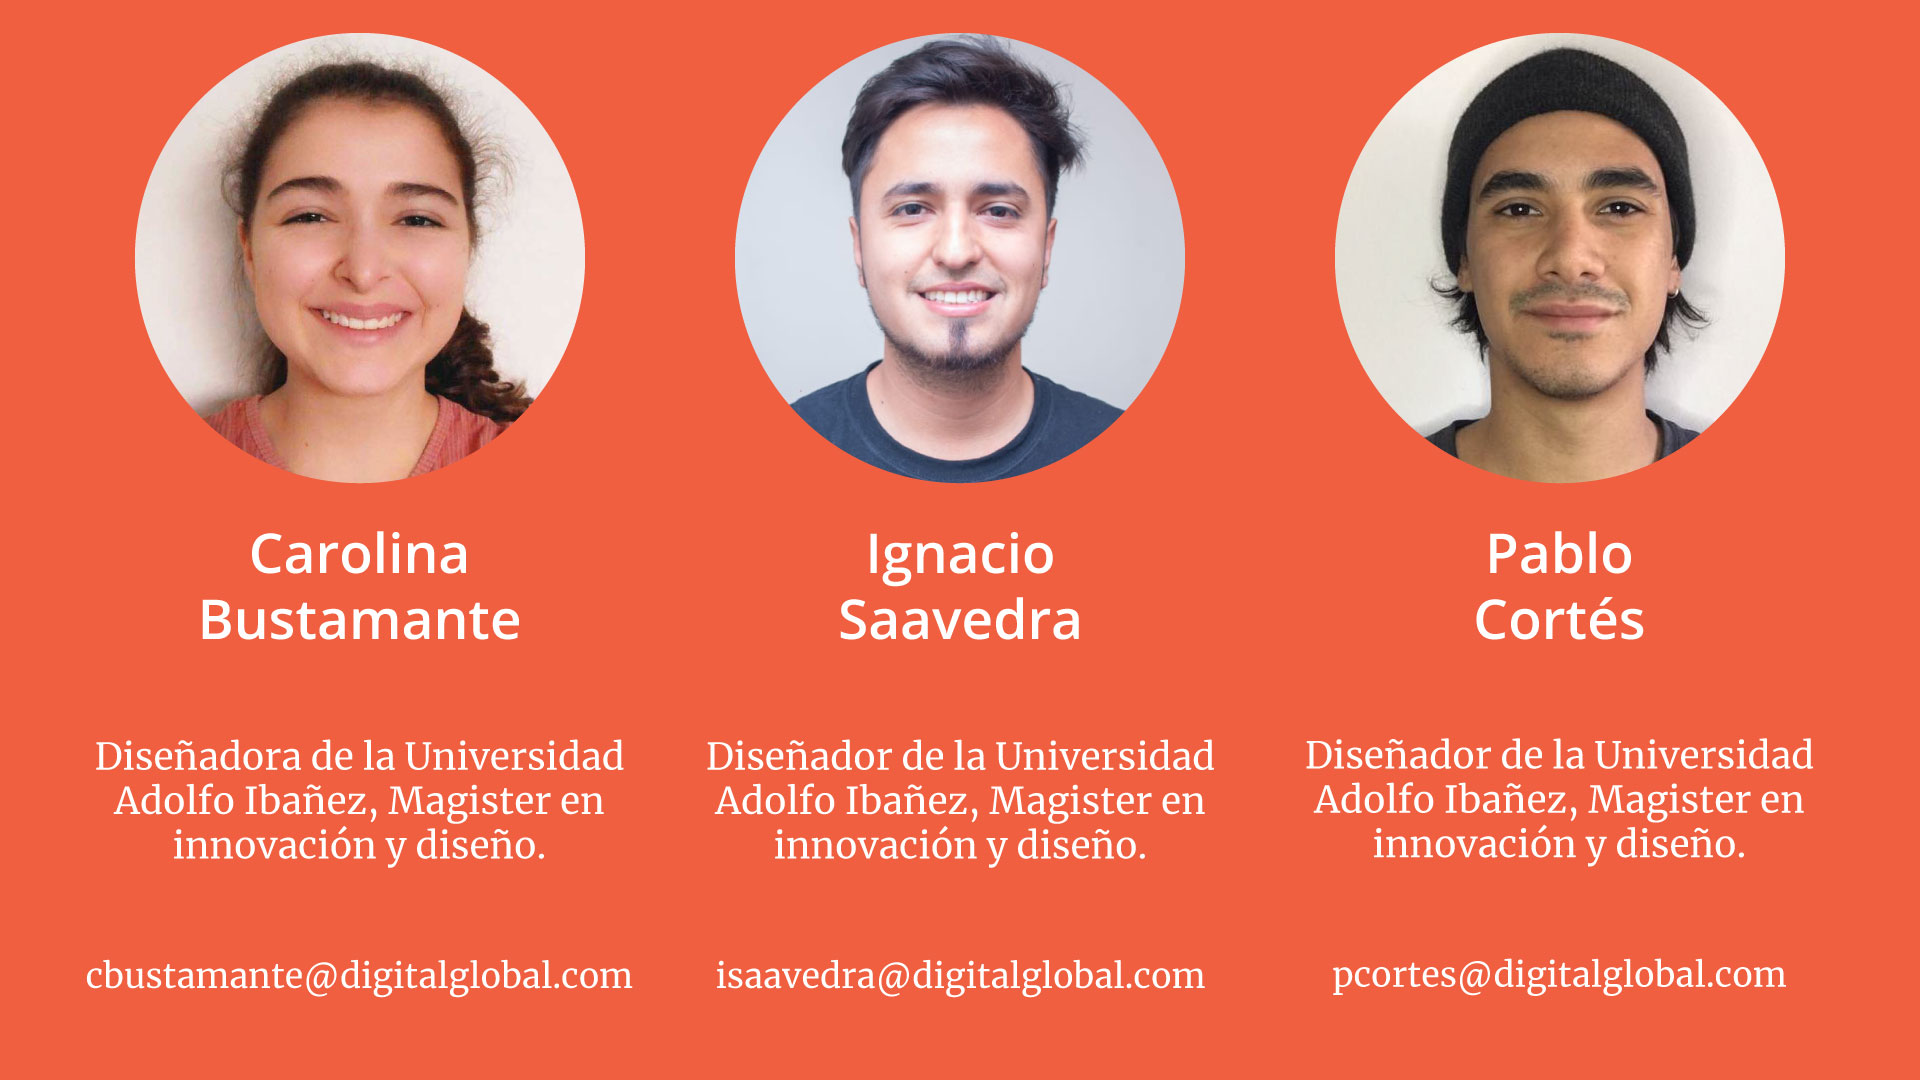 Carolina
Bustamante
Diseñadora de la Universidad
Adolfo Ibañez, Magister en
innovación y diseño.
cbustamante@digitalglobal.com
Ignacio
Saavedra
Diseñador de la Universidad
Adolfo Ibañez, Magister en
innovación y diseño.
isaavedra@digitalglobal.com
Pablo
Cortés
Diseñador de la Universidad
Adolfo Ibañez, Magister en
innovación y diseño.
pcortes@digitalglobal.com